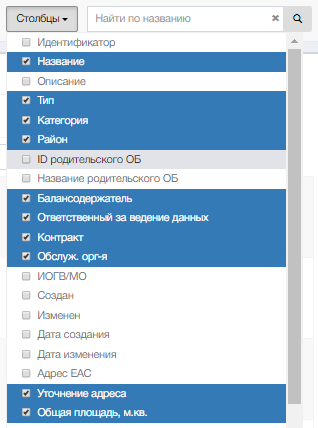 Столбцы Найти по названию
Идентификатор
Название
Описание
Тип
Категория
Район
ID родительского ОБ
Название родительского ОБ
Балансодержатель
Ответственный за ведение данных
Контракт
Обслуж. орг-я
ИОГВ/МО
Создан
Изменен
Дата создания
Дата изменения
Адрес ЕАС
Уточнение адреса
Общая площадь, м.кв.